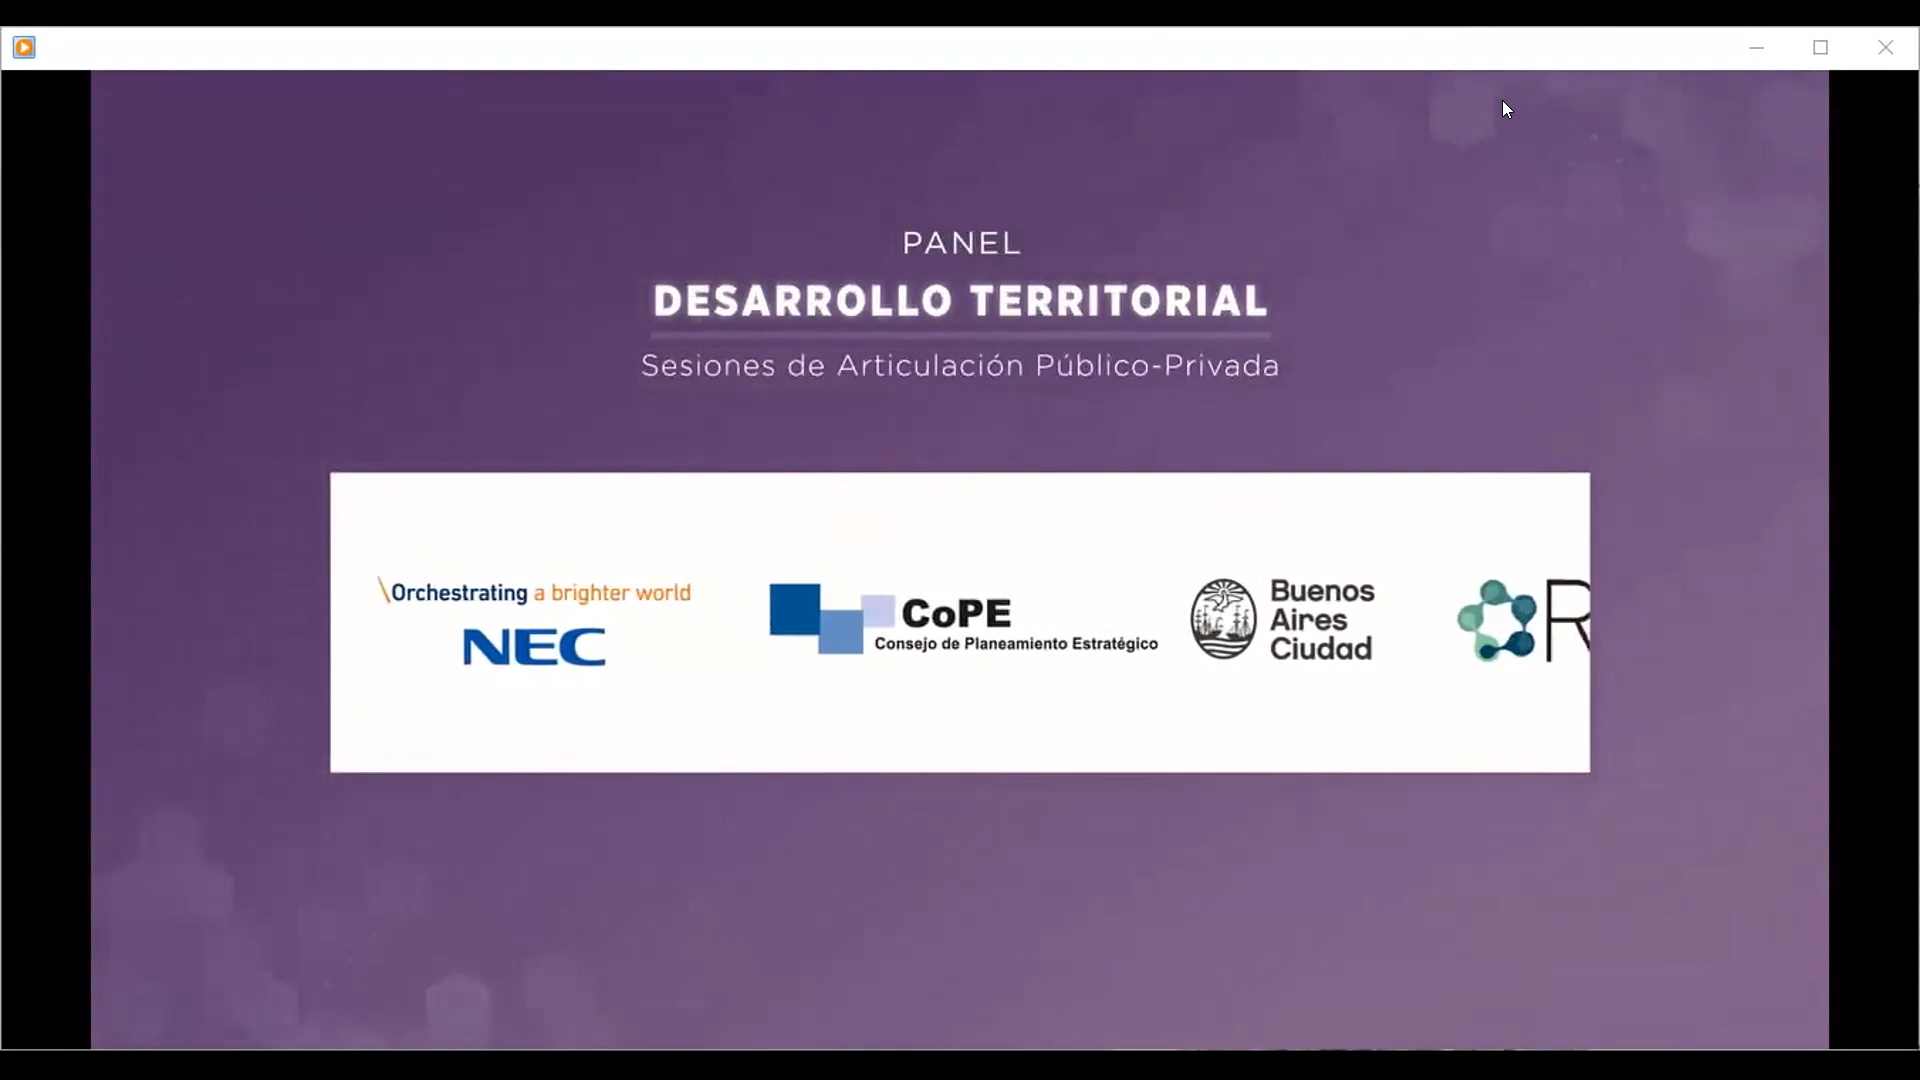 PANEL
DESARROLLO TERRITORIAL
Sesiones de Articulación Público-Privada
\Orchestrating a brighter world
NEC
CoPE
Consejo de Planeamiento Estratégico
Buenos
Aires
Ciudad
R